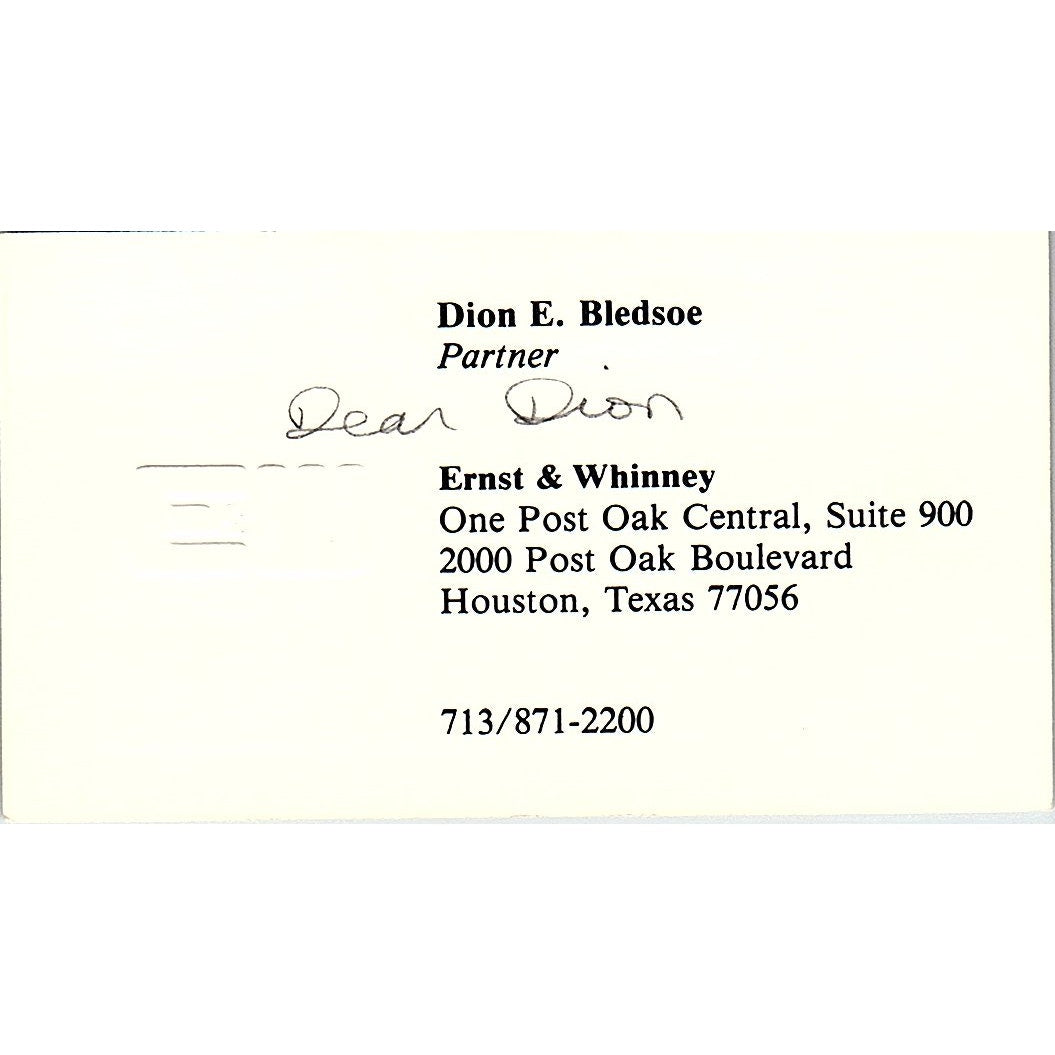 Dion E. Bledsoe
Partner
Dear Dion
Ernst & Whinney
One Post Oak Central, Suite 900
2000 Post Oak Boulevard
Houston, Texas 77056
713/871-2200